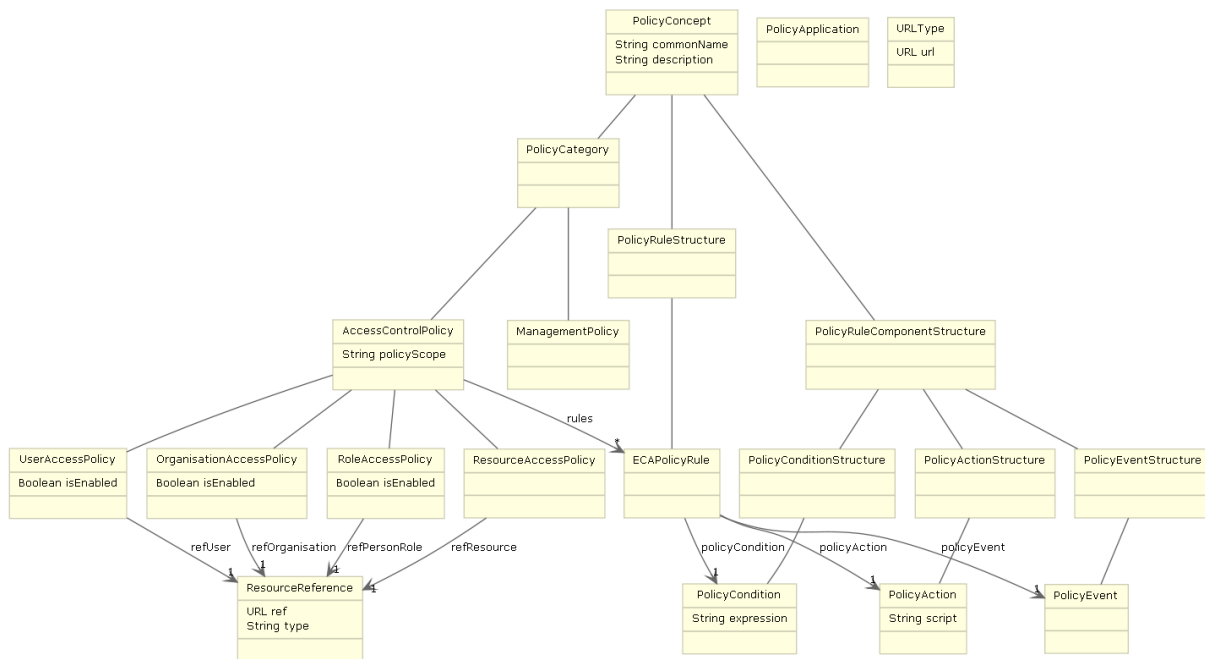 PolicyConcept
String commonName
String description
PolicyApplication
URLType
URL url
PolicyCategory
PolicyRuleStructure
AccessControlPolicy
String policyScope
ManagementPolicy
PolicyRuleComponentStructure
rules
*
UserAccessPolicy
Boolean isEnabled
OrganisationAccessPolicy
Boolean isEnabled
RoleAccessPolicy
Boolean isEnabled
ResourceAccessPolicy
ECAPolicyRule
PolicyConditionStructure
PolicyActionStructure
PolicyEventStructure
refUser
refOrganisation
refPersonRole
refResource
policyCondition
policyAction
policyEvent
1
1
1
1
1
1
1
ResourceReference
URL ref
String type
PolicyCondition
String expression
PolicyAction
String script
PolicyEvent